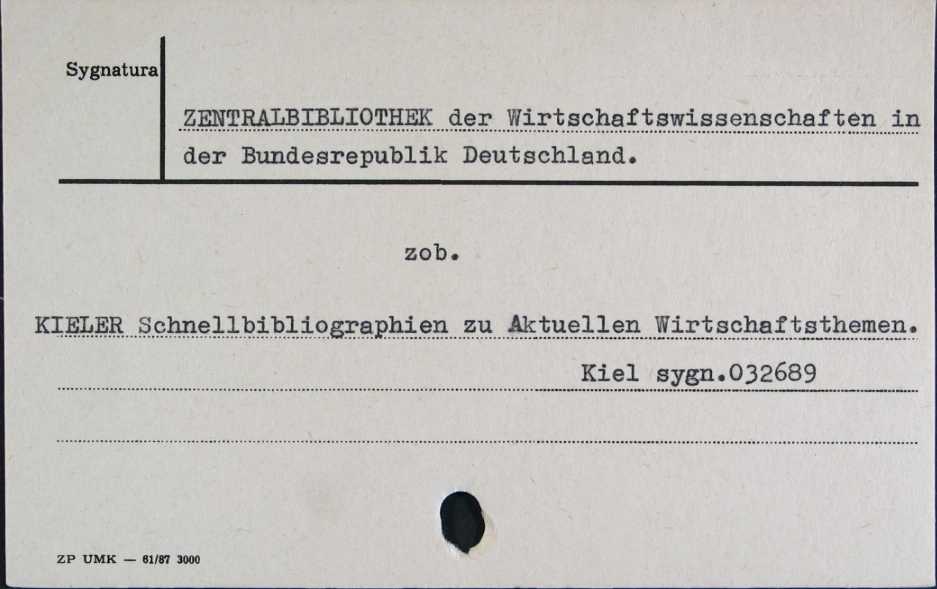 Sygnatura
ZENTRALBIBLIOTHEK der Wirtschaftswissenschaften in
der Bundesrepublik Deutschland.
zob.
KIELER Schnellbibliographien zu Aktuellen Wirtschaftsthemen.
Kiel sygn.032689
ZP UMK — 61/87 3000